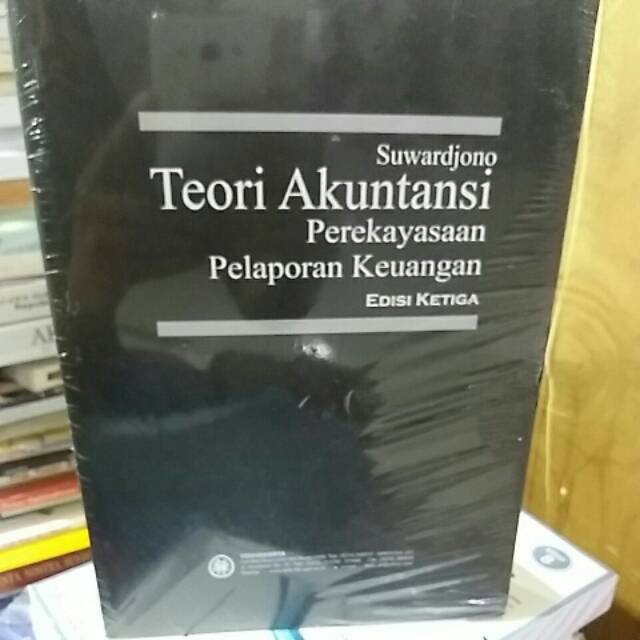 Suwardjono
Teori Akuntansi
Perekayasaan
Pelaporan Keuangan
EDISI KETIGA